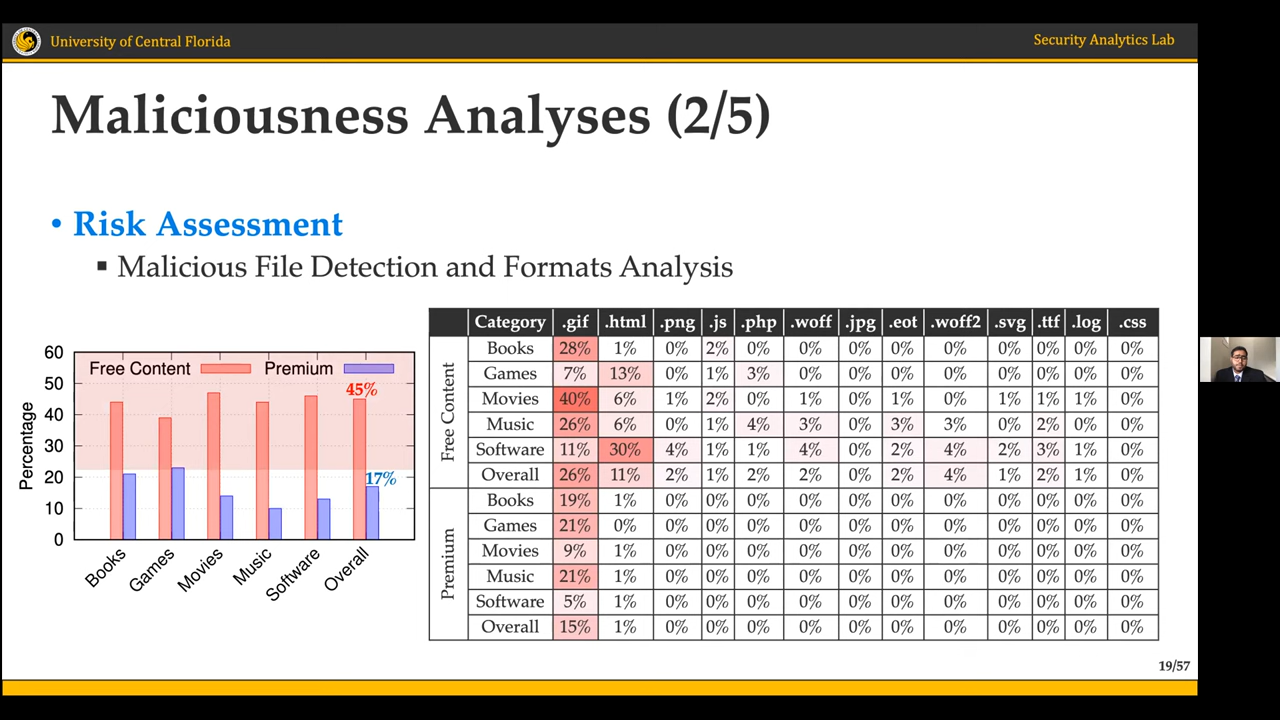 University of Central Florida
Security Analytics Lab
Maliciousness Analyses (2/5)
• Risk Assessment
▪ Malicious File Detection and Formats Analysis
Free Content Premium
Percentage
60
50
40
30
20
10
0
45%
17%
Books Games Movies Music Software Overall
Category .gif .html .png .js .php .woff .jpg .eot .woff2 .svg .ttf .log .css
Free Content
Books 28% 1% 0% 2% 0% 0% 0% 0% 0% 0% 0% 0% 0%
Games 7% 13% 0% 1% 3% 0% 0% 0% 0% 0% 0% 0% 0%
Movies 40% 6% 1% 2% 0% 1% 0% 1% 0% 1% 1% 1% 0%
Music 26% 6% 0% 1% 4% 3% 0% 3% 3% 0% 2% 0% 0%
Software 11% 30% 4% 1% 1% 4% 0% 2% 4% 2% 3% 1% 0%
Overall 26% 11% 2% 1% 2% 2% 0% 2% 4% 1% 2% 1% 0%
Premium
Books 19% 1% 0% 0% 0% 0% 0% 0% 0% 0% 0% 0% 0%
Games 21% 0% 0% 0% 0% 0% 0% 0% 0% 0% 0% 0% 0%
Movies 9% 1% 0% 0% 0% 0% 0% 0% 0% 0% 0% 0% 0%
Music 21% 1% 0% 0% 0% 0% 0% 0% 0% 0% 0% 0% 0%
Software 5% 1% 0% 0% 0% 0% 0% 0% 0% 0% 0% 0% 0%
Overall 15% 1% 0% 0% 0% 0% 0% 0% 0% 0% 0% 0% 0%
19/57